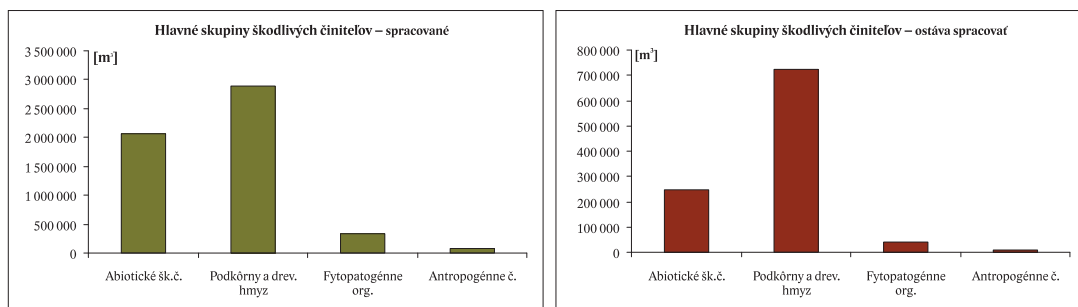 Hlavné skupiny škodlivých činiteľov – spracované
[m³]
3 500 000
3 000 000
2 500 000
2 000 000
1 500 000
1 000 000
500 000
0
Abiotické šk.č.
Podkôrny a drev.
hmyz
Fytopatogénne
org.
Antropogénne č.
Hlavné skupiny škodlivých činiteľov – ostáva spracovať
[m³]
800 000
700 000
600 000
500 000
400 000
300 000
200 000
100 000
0
Abiotické šk.č.
Podkôrny a drev.
hmyz
Fytopatogénne
org.
Antropogénne č.